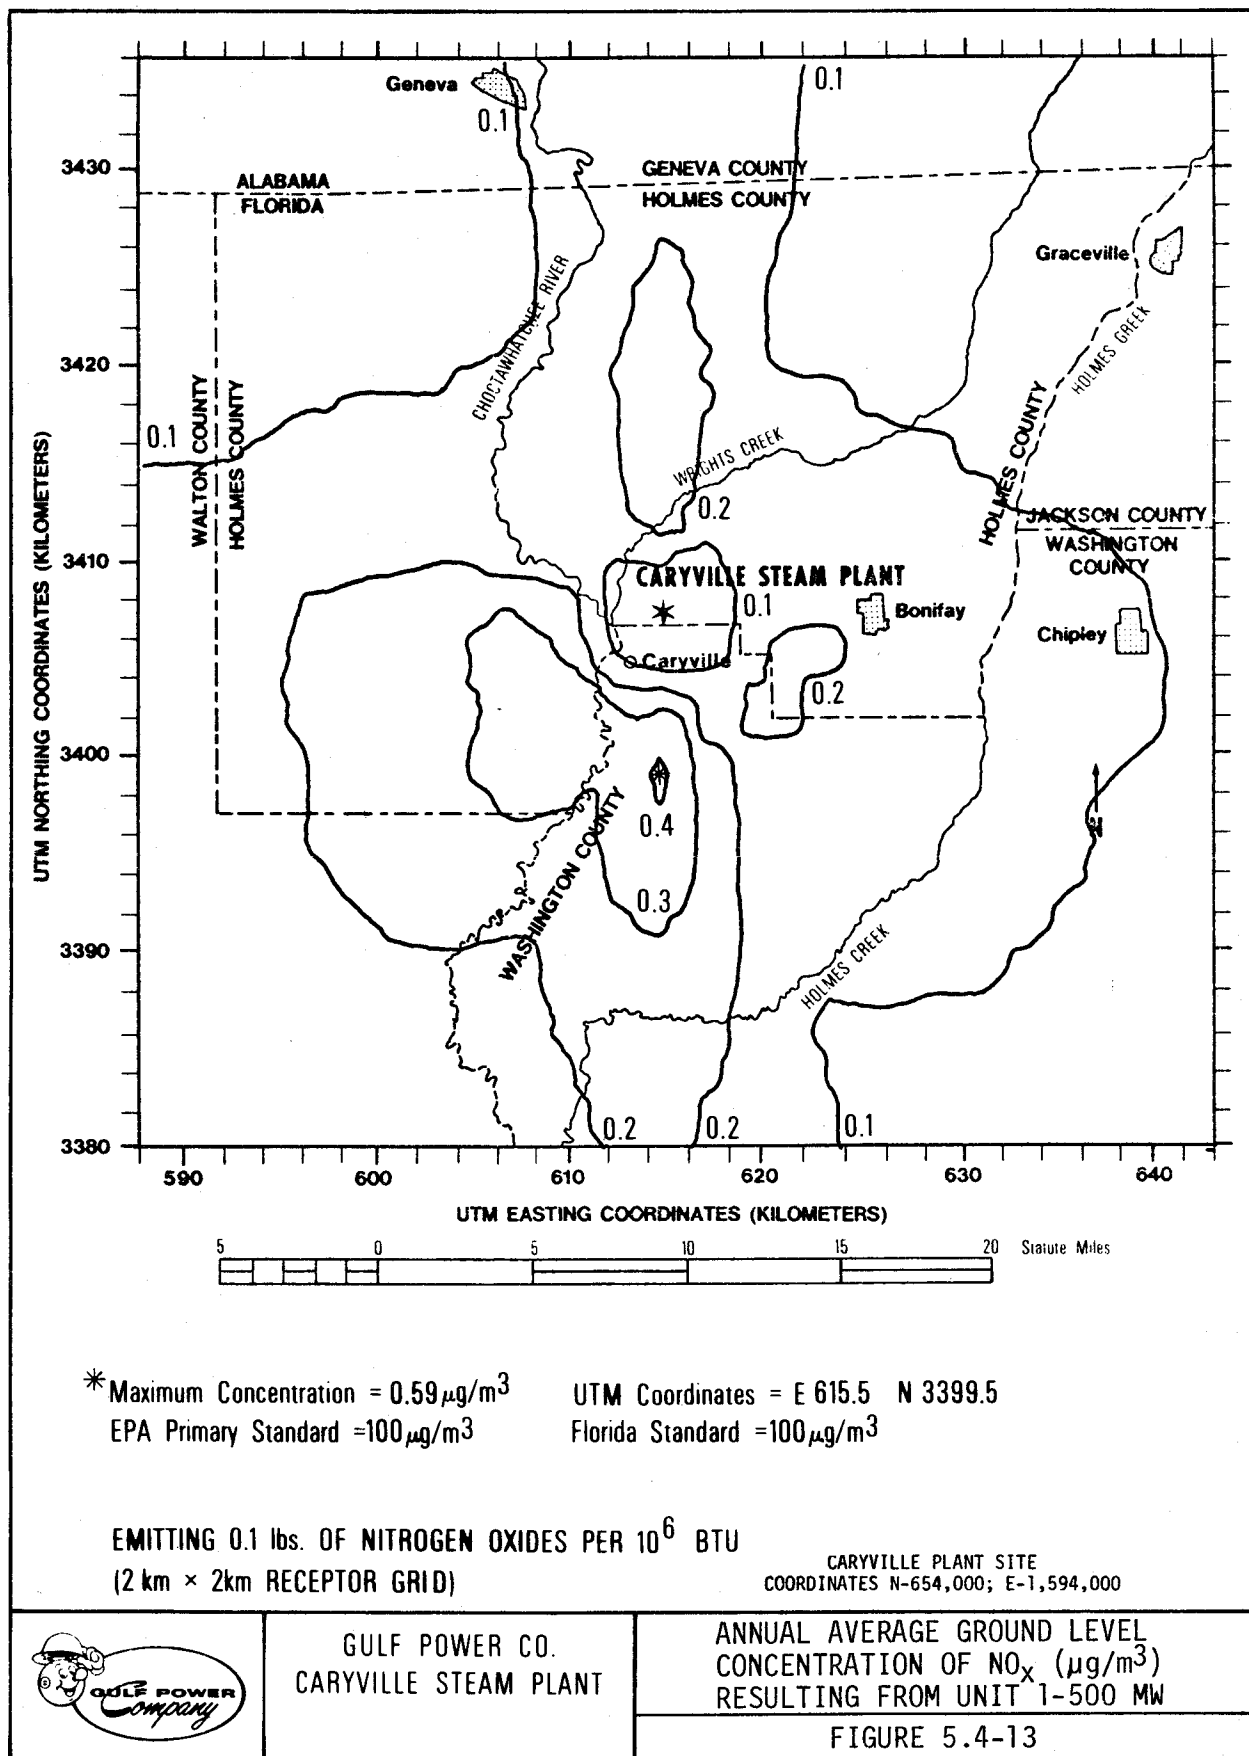 Geneva
0.1
0.1
3430
ALABAMA
FLORIDA
GENEVA COUNTY
HOLMES COUNTY
Graceville
CHOCTAWHATCHEE RIVER
HOLMES CREEK
3420
WALTON COUNTY
HOLMES COUNTY
0.1
WRIGHTS CREEK
HOLMES COUNTY
0.2
JACKSON COUNTY
WASHINGTON
COUNTY
3410
CARYVILLE STEAM PLANT
0.1
Bonifay
Chipley
Caryville
0.2
3400
0.4
N
WASHINGTON COUNTY
0.3
3390
HOLMES CREEK
0.2
0.2
0.1
3380
UTM NORTHING COORDINATES (KILOMETERS)
590 600 610 620 630 640
UTM EASTING COORDINATES (KILOMETERS)
5 0 5 10 15 20 Statute Miles
*Maximum Concentration = 0.59 µg/m³ UTM Coordinates = E 615.5 N 3399.5
EPA Primary Standard =100 µg/m³ Florida Standard =100 µg/m³
EMITTING 0.1 lbs. OF NITROGEN OXIDES PER 10⁶ BTU
(2 km × 2km RECEPTOR GRID)
CARYVILLE PLANT SITE
COORDINATES N-654,000; E-1,594,000
GULF POWER
Company
GULF POWER CO.
CARYVILLE STEAM PLANT
ANNUAL AVERAGE GROUND LEVEL
CONCENTRATION OF NOₓ (µg/m³)
RESULTING FROM UNIT 1-500 MW
FIGURE 5.4-13